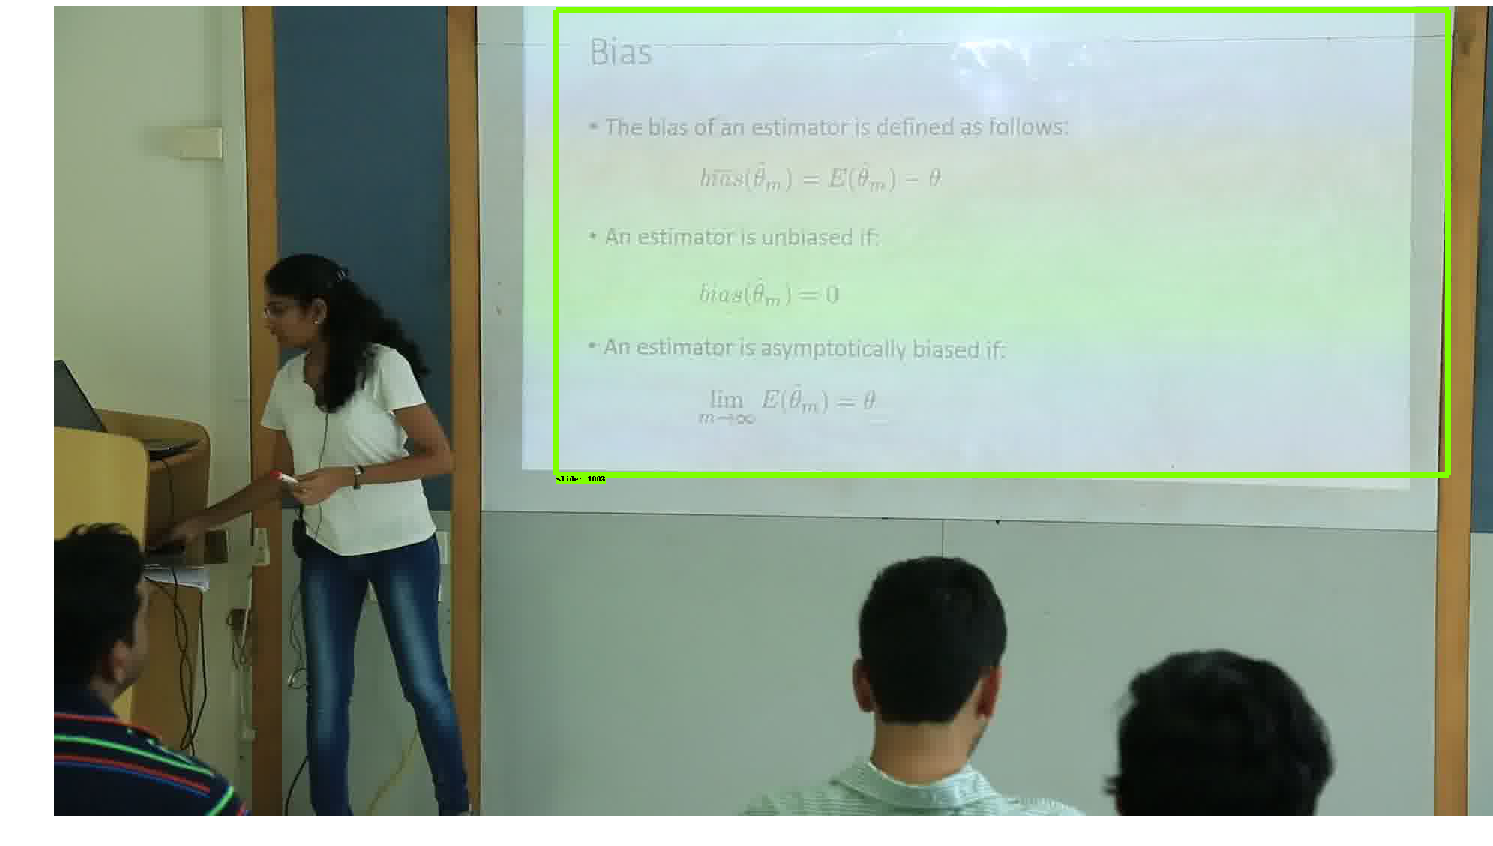 Bias
• The bias of an estimator is defined as follows:
bias(θ̂ₘ) = E(θ̂ₘ) − θ
• An estimator is unbiased if:
bias(θ̂ₘ) = 0
• An estimator is asymptotically biased if:
lim E(θ̂ₘ) = θ
m→∞